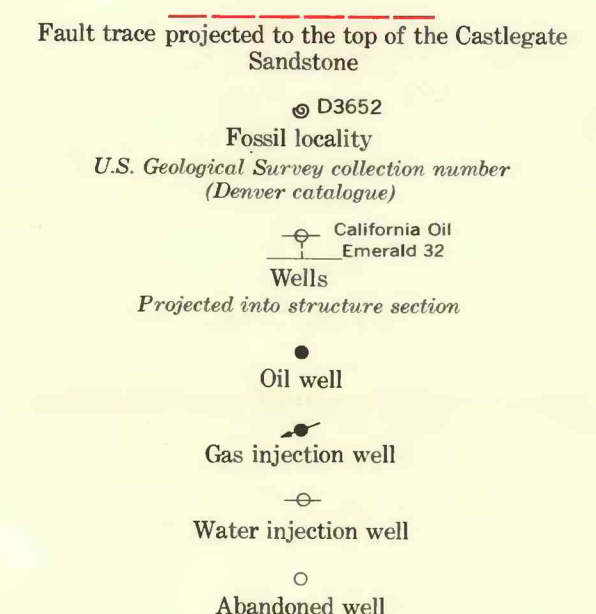 Fault trace projected to the top of the Castlegate
Sandstone
D3652
Fossil locality
U.S. Geological Survey collection number
(Denver catalogue)
California Oil
Emerald 32
Wells
Projected into structure section
Oil well
Gas injection well
Water injection well
Abandoned well